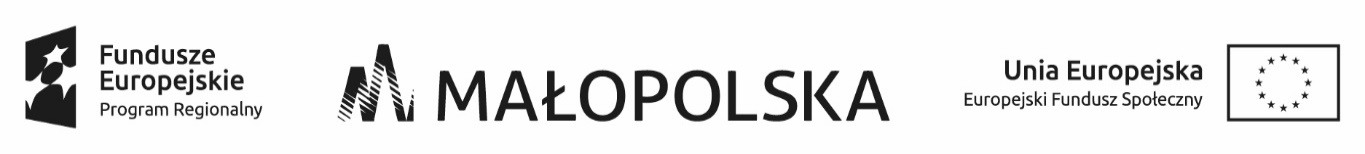 Fundusze
Europejskie
Program Regionalny
MAŁOPOLSKA
Unia Europejska
Europejski Fundusz Społeczny